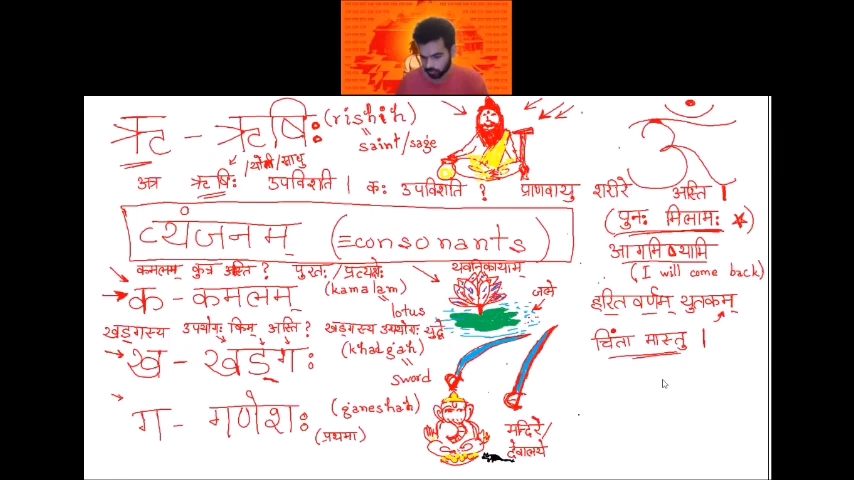 ऋ - ऋषिः (rishih)
saint/sage
/योगी/साधु
अत्र ऋषिः उपविशति । कः उपविशति ? प्राणवायु शरीरे अस्ति ।
ॐ
(पुनः मिलामः ★)
व्यंजनम् (≡consonants)
आगमिष्यामि
(I will come back)
कमलम् कुत्र अस्ति ? पुरतः/
यवनिकायाम्
क - कमलम् (kamalam)
lotus
जले
हरित वर्णम् युतकम्
खड्गस्य उपयोगः किम् अस्ति ? खड्गस्य उपयोगः युद्धे
चिंता मास्तु ।
ख - खड्गः (khadgah)
sword
ग - गणेशः (ganeshah)
(प्रथमा)
मन्दिरे/
देवालये